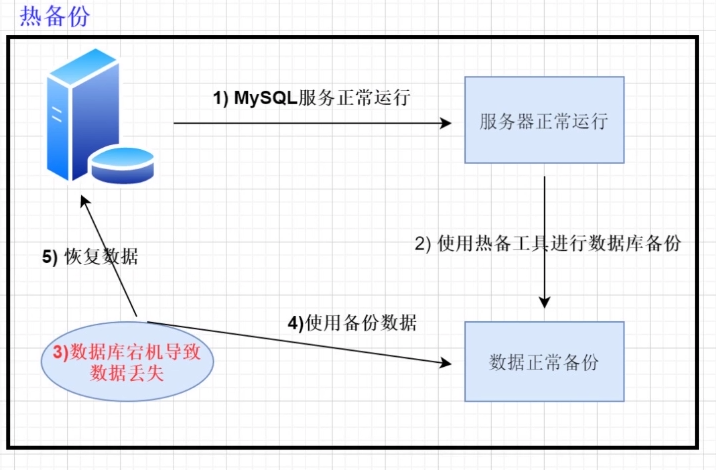 热备份
1) MySQL服务正常运行
服务器正常运行
2) 使用热备工具进行数据库备份
5) 恢复数据
4)使用备份数据
3)数据库宕机导致
数据丢失
数据正常备份